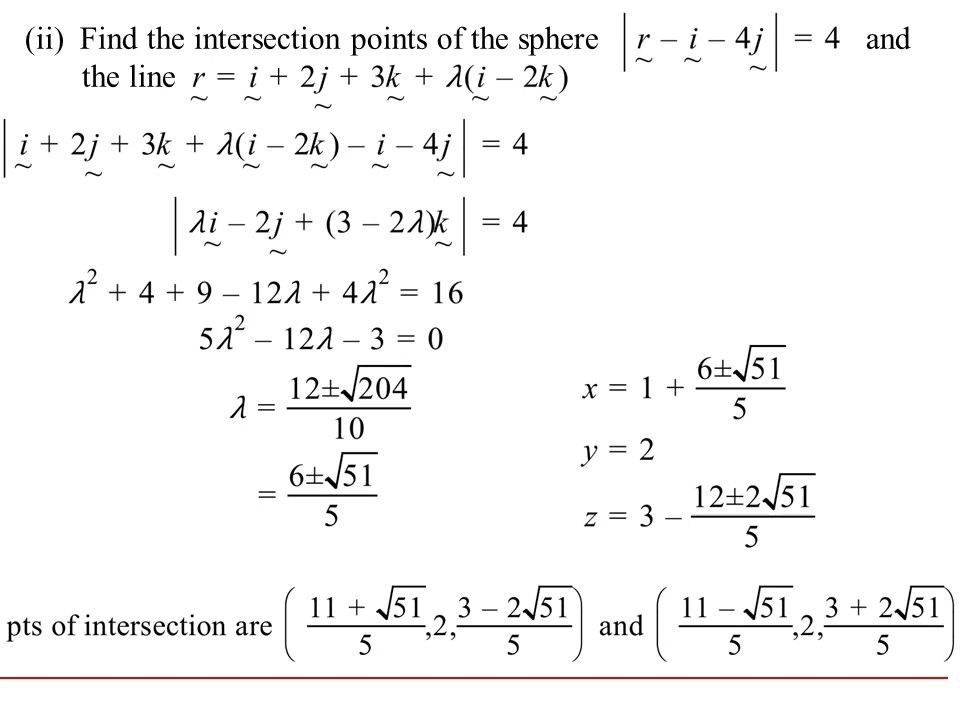 (ii) Find the intersection points of the sphere |r̰ – ḭ – 4j̰| = 4 and
the line r̰ = ḭ + 2j̰ + 3k̰ + λ(ḭ – 2k̰)
|ḭ + 2j̰ + 3k̰ + λ(ḭ – 2k̰) – ḭ – 4j̰| = 4
|λḭ – 2j̰ + (3 – 2λ)k̰| = 4
λ² + 4 + 9 – 12λ + 4λ² = 16
5λ² – 12λ – 3 = 0
λ = (12±√204)/10
= (6±√51)/5
x = 1 + (6±√51)/5
y = 2
z = 3 – (12±2√51)/5
pts of intersection are ((11 + √51)/5,2,(3 – 2√51)/5) and ((11 – √51)/5,2,(3 + 2√51)/5)